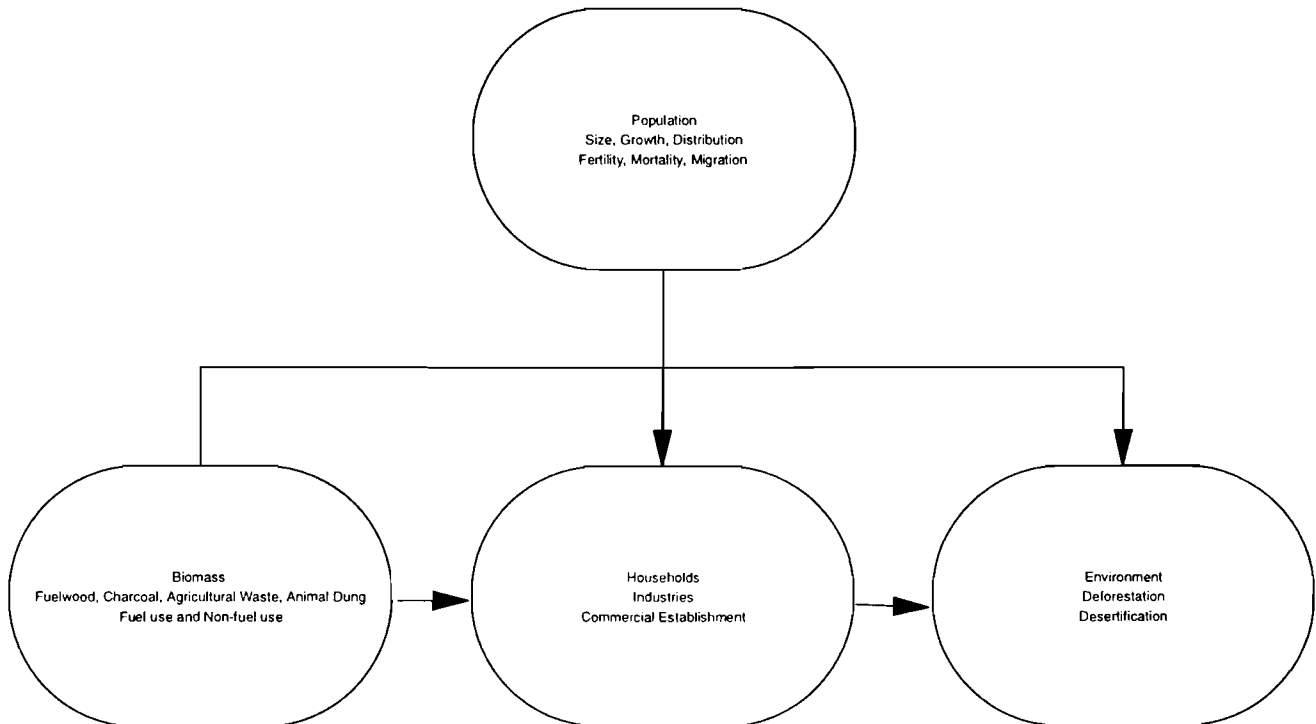 Population
Size, Growth, Distribution
Fertility, Mortality, Migration
Biomass
Fuelwood, Charcoal, Agricultural Waste, Animal Dung
Fuel use and Non-fuel use
Households
Industries
Commercial Establishment
Environment
Deforestation
Desertification